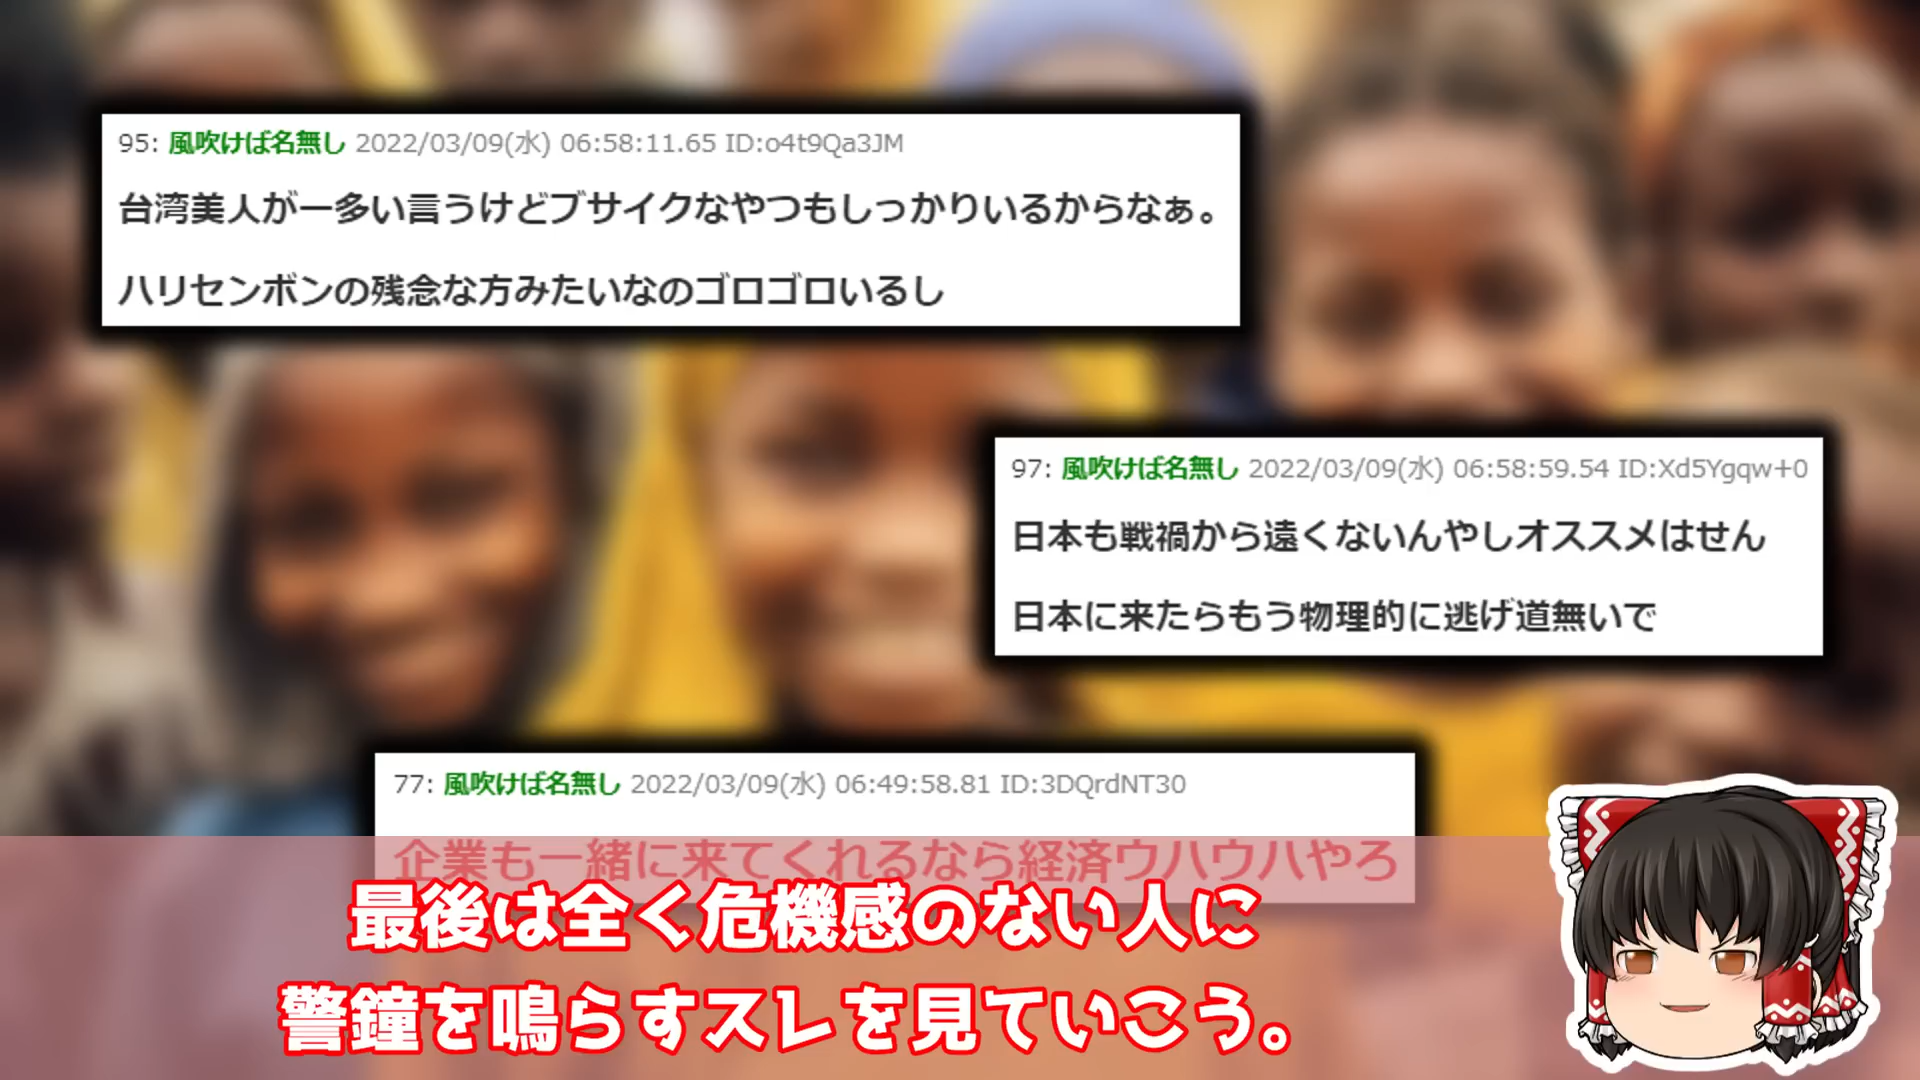 95: 風吹けば名無し 2022/03/09(水) 06:58:11.65 ID:o4t9Qa3JM
台湾美人が一多い言うけどブサイクなやつもしっかりいるからなぁ。
ハリセンボンの残念な方みたいなのゴロゴロいるし
97: 風吹けば名無し 2022/03/09(水) 06:58:59.54 ID:Xd5Ygqw+0
日本も戦禍から遠くないんやしオススメはせん
日本に来たらもう物理的に逃げ道無いで
77: 風吹けば名無し 2022/03/09(水) 06:49:58.81 ID:3DQrdNT30
企業も一緒に来てくれるなら経済ウハウハやろ
最後は全く危機感のない人に
警鐘を鳴らすスレを見ていこう。